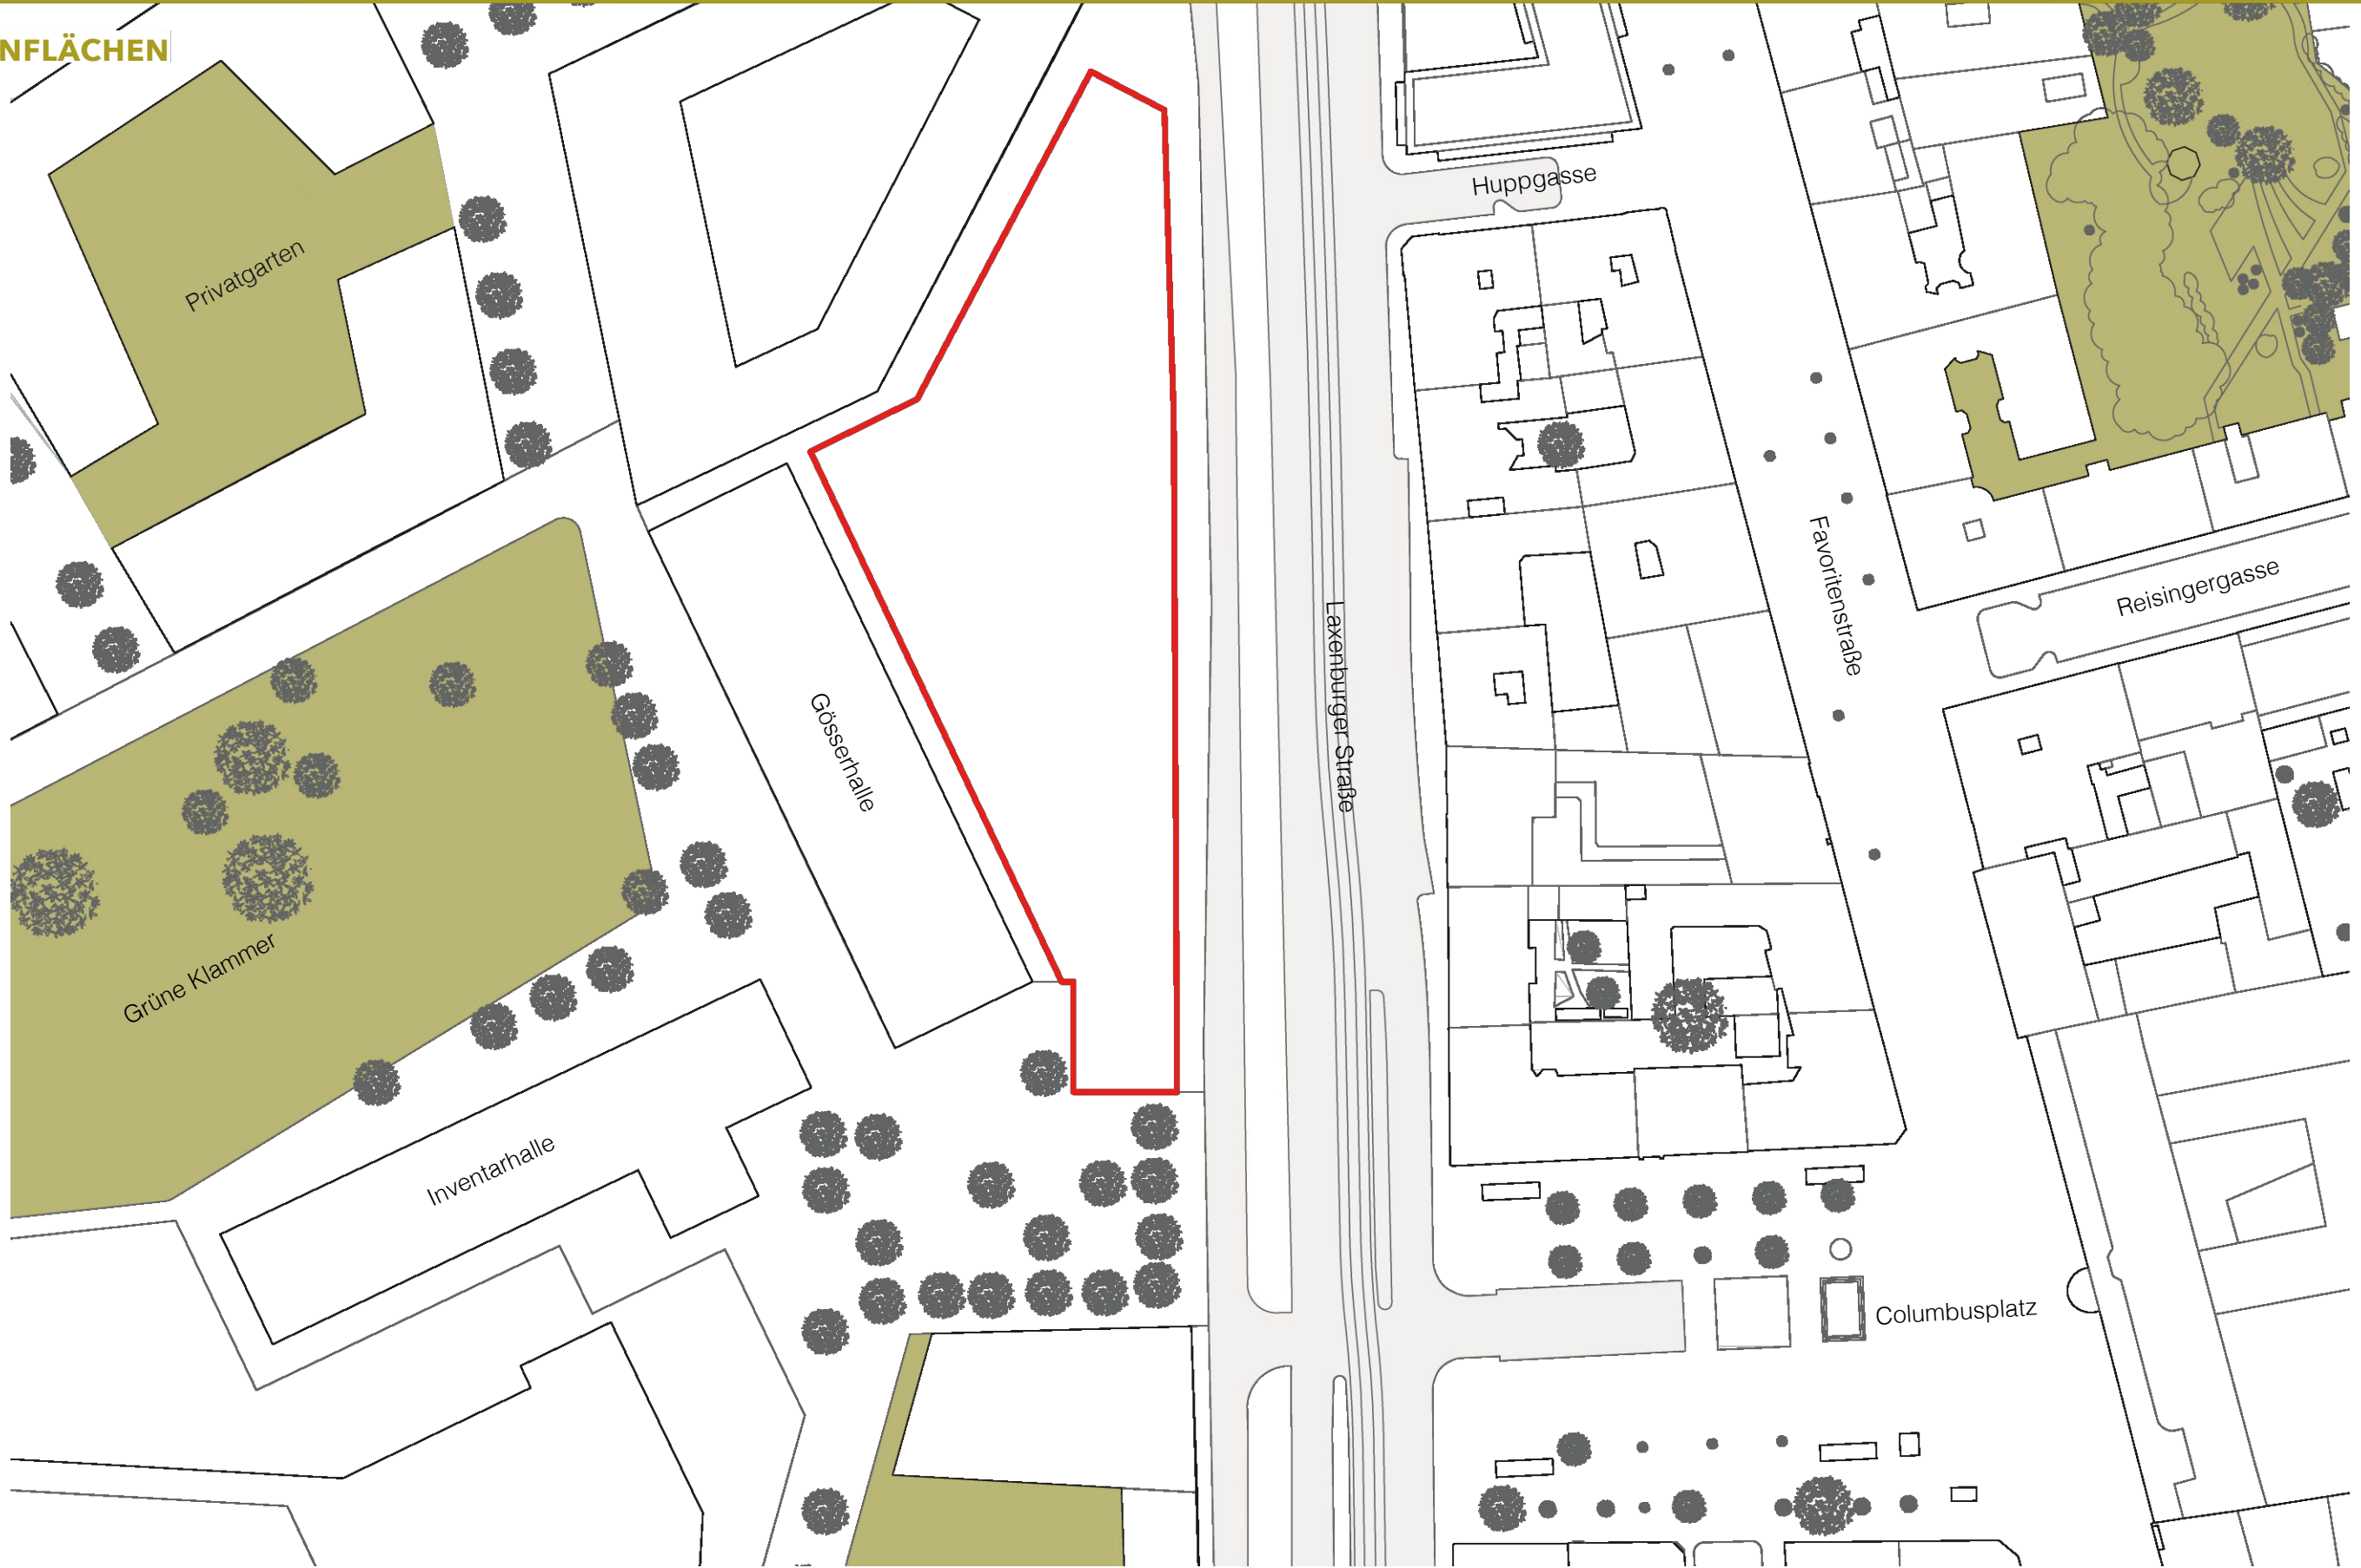 NFLÄCHEN
Huppgasse
Privatgarten
Favoritenstraße
Reisingergasse
Laxenburger Straße
Gösserhalle
Grüne Klammer
Inventarhalle
Columbusplatz